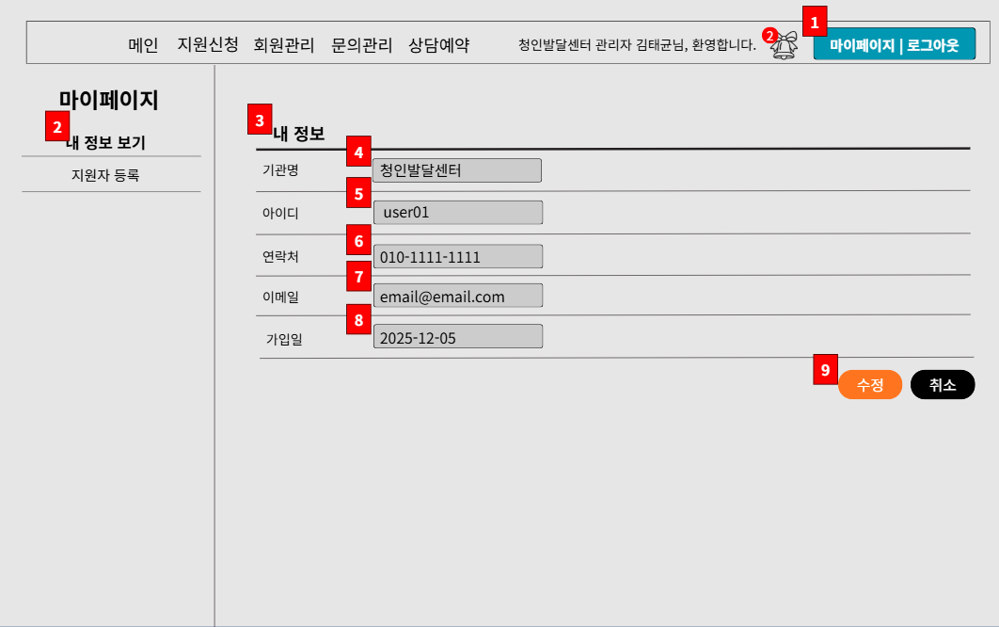 메인 지원신청 회원관리 문의관리 상담예약 청인발달센터 관리자 김태균님, 환영합니다. 2 1 마이페이지 | 로그아웃
마이페이지
2 내 정보 보기
지원자 등록
3 내 정보
기관명 4 청인발달센터
아이디 5 user01
연락처 6 010-1111-1111
이메일 7 email@email.com
가입일 8 2025-12-05
9 수정 취소